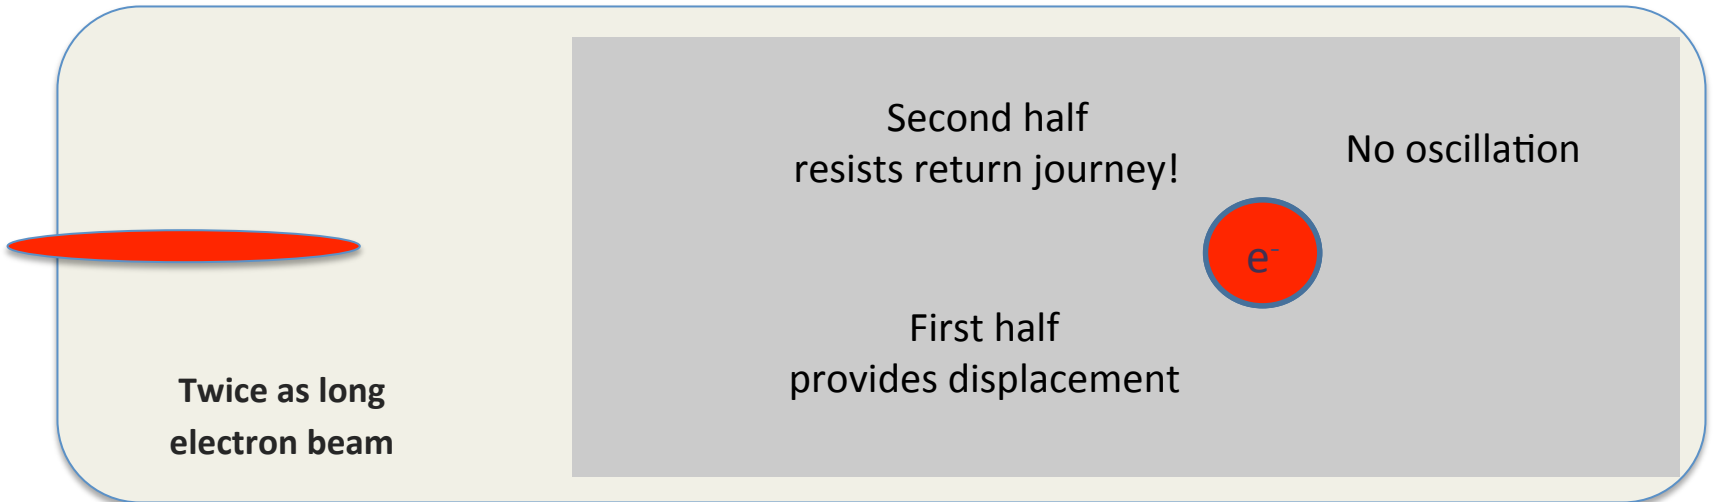 Second half
resists return journey!
No oscillation
e⁻
First half
provides displacement
Twice as long
electron beam